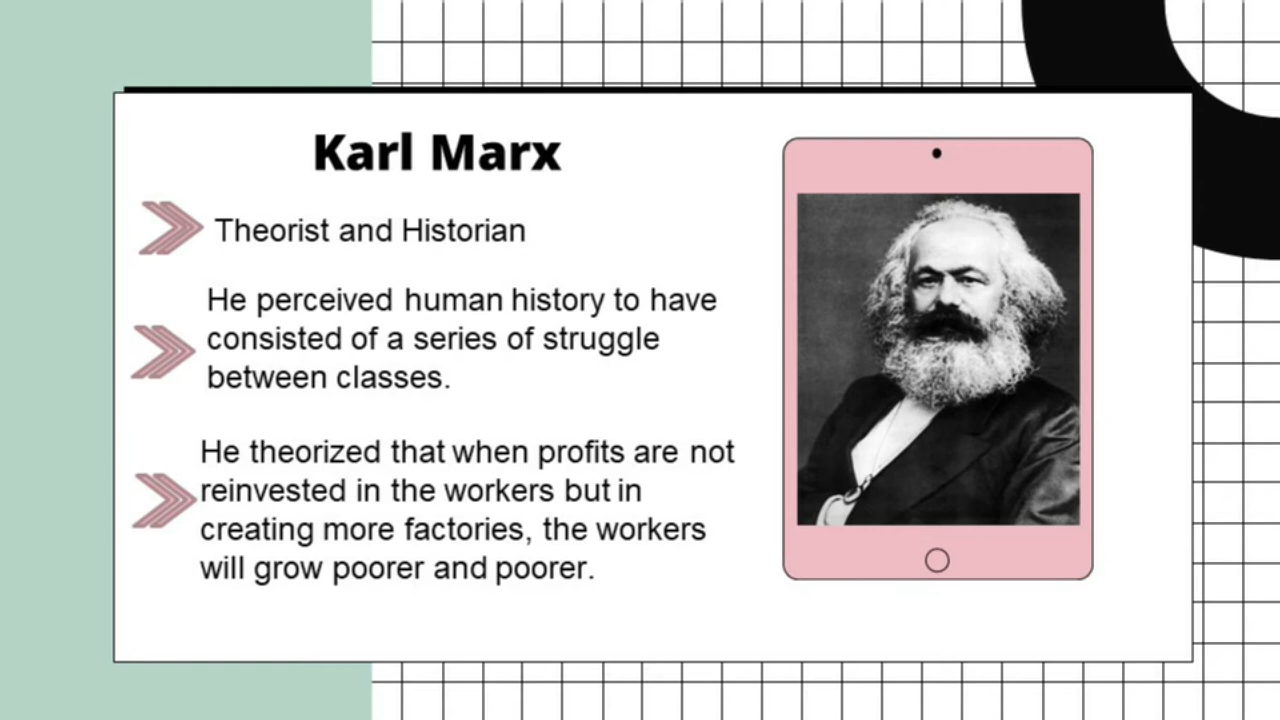 Karl Marx
Theorist and Historian
He perceived human history to have
consisted of a series of struggle
between classes.
He theorized that when profits are not
reinvested in the workers but in
creating more factories, the workers
will grow poorer and poorer.